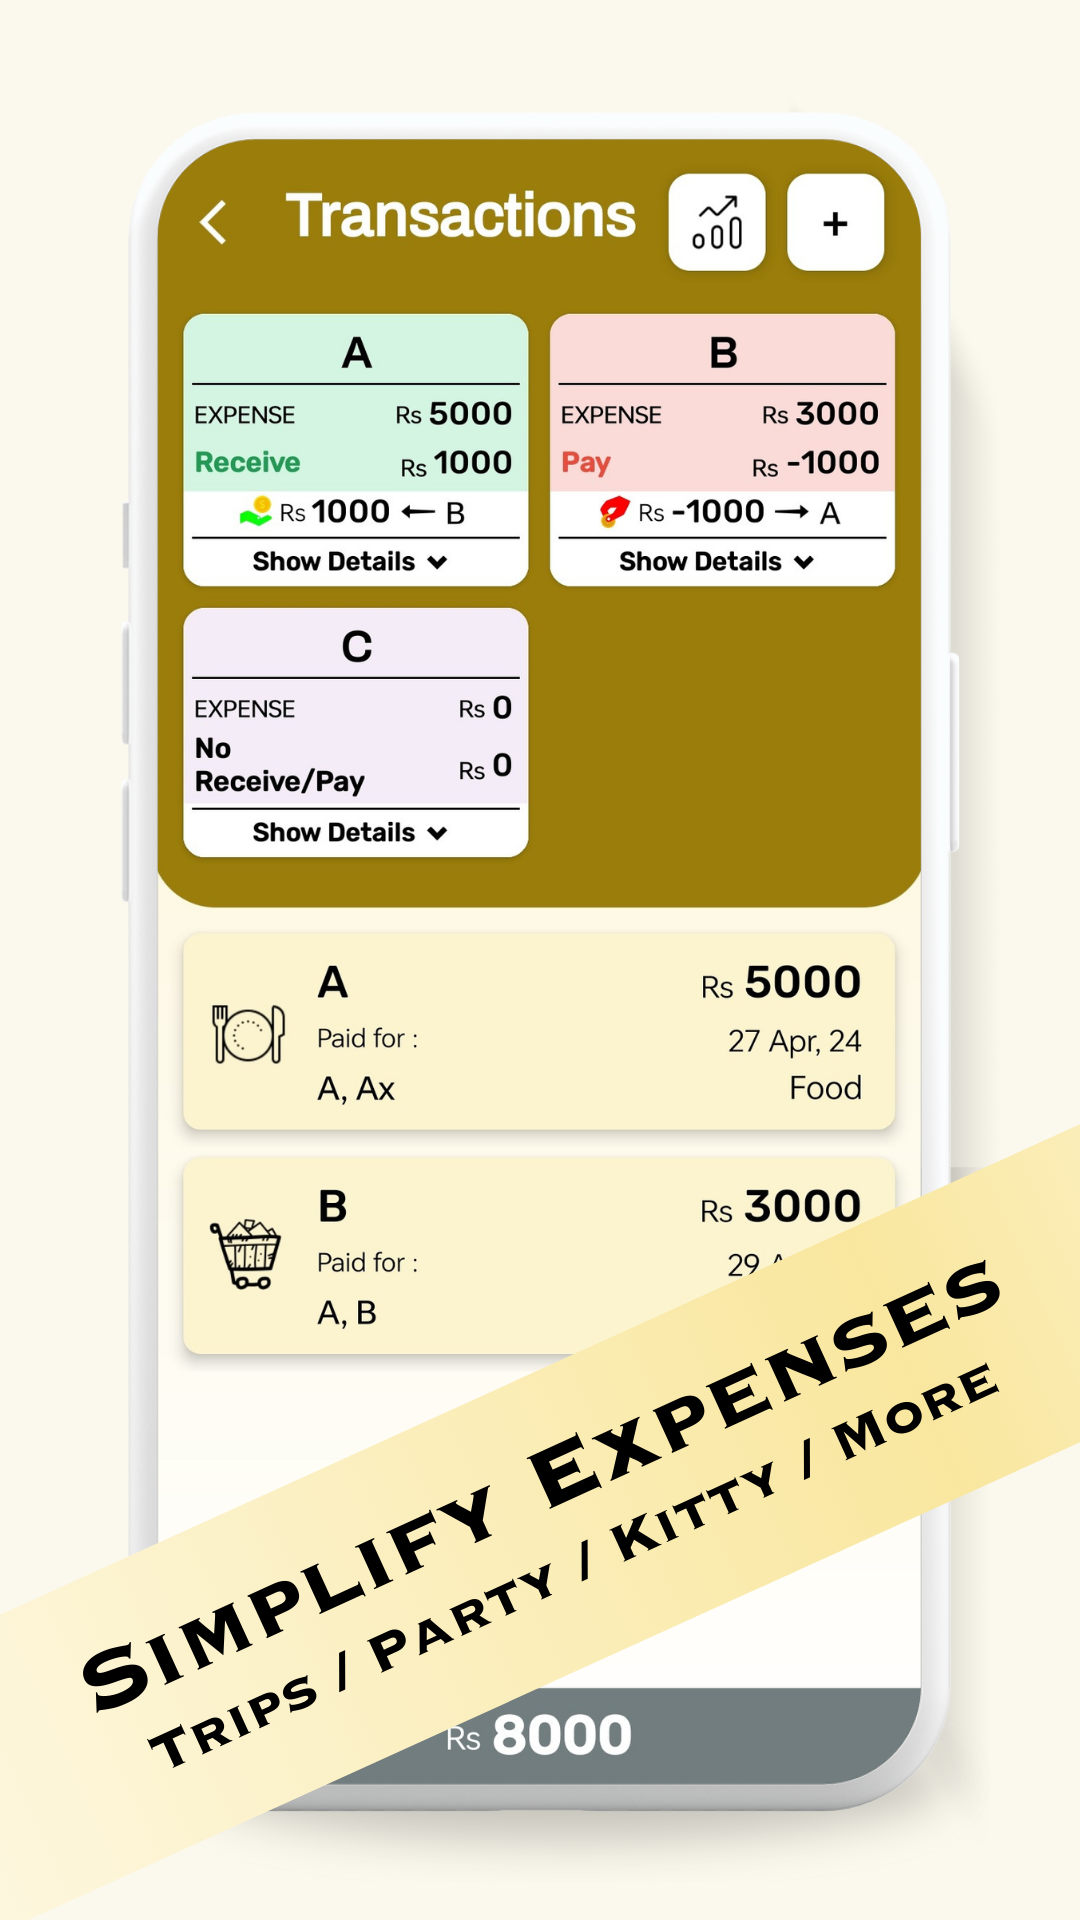 Transactions
+
A
EXPENSE Rs 5000
Receive Rs 1000
Rs 1000 ← B
Show Details
B
EXPENSE Rs 3000
Pay Rs -1000
Rs -1000 → A
Show Details
C
EXPENSE Rs 0
No
Receive/Pay Rs 0
Show Details
A Rs 5000
Paid for : 27 Apr, 24
A, Ax Food
B Rs 3000
Paid for : 29
A, B
SIMPLIFY EXPENSES
TRIPS / PARTY / KITTY / MORE
Rs 8000